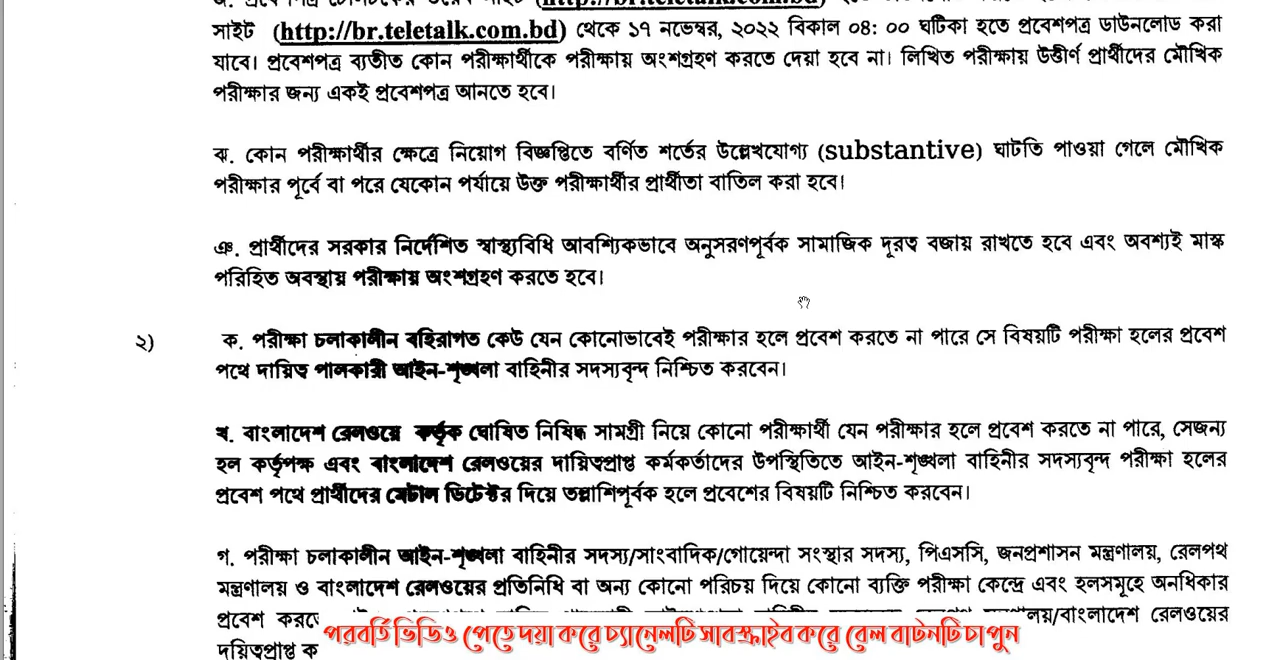 সাইট (http://br.teletalk.com.bd) থেকে ১৭ নভেম্বর, ২০২২ বিকাল ০৪: ০০ ঘটিকা হতে প্রবেশপত্র ডাউনলোড করা
যাবে। প্রবেশপত্র ব্যতীত কোন পরীক্ষার্থীকে পরীক্ষায় অংশগ্রহণ করতে দেয়া হবে না। লিখিত পরীক্ষায় উত্তীর্ণ প্রার্থীদের মৌখিক
পরীক্ষার জন্য একই প্রবেশপত্র আনতে হবে।
ঝ. কোন পরীক্ষার্থীর ক্ষেত্রে নিয়োগ বিজ্ঞপ্তিতে বর্ণিত শর্তের উল্লেখযোগ্য (substantive) ঘাটতি পাওয়া গেলে মৌখিক
পরীক্ষার পূর্বে বা পরে যেকোন পর্যায়ে উক্ত পরীক্ষার্থীর প্রার্থীতা বাতিল করা হবে।
ঞ. প্রার্থীদের সরকার নির্দেশিত স্বাস্থ্যবিধি আবশ্যিকভাবে অনুসরণপূর্বক সামাজিক দূরত্ব বজায় রাখতে হবে এবং অবশ্যই মাস্ক
পরিহিত অবস্থায় পরীক্ষায় অংশগ্রহণ করতে হবে।
২) ক. পরীক্ষা চলাকালীন বহিরাগত কেউ যেন কোনোভাবেই পরীক্ষার হলে প্রবেশ করতে না পারে সে বিষয়টি পরীক্ষা হলের প্রবেশ
পথে দায়িত্ব পালকারী আইন-শৃঙ্খলা বাহিনীর সদস্যবৃন্দ নিশ্চিত করবেন।
খ. বাংলাদেশ রেলওয়ে কর্তৃক ঘোষিত নিষিদ্ধ সামগ্রী নিয়ে কোনো পরীক্ষার্থী যেন পরীক্ষার হলে প্রবেশ করতে না পারে, সেজন্য
হল কর্তৃপক্ষ এবং বাংলাদেশ রেলওয়ের দায়িত্বপ্রাপ্ত কর্মকর্তাদের উপস্থিতিতে আইন-শৃঙ্খলা বাহিনীর সদস্যবৃন্দ পরীক্ষা হলের
প্রবেশ পথে প্রার্থীদের মেটাল ডিটেক্টর দিয়ে তল্লাশিপূর্বক হলে প্রবেশের বিষয়টি নিশ্চিত করবেন।
গ. পরীক্ষা চলাকালীন আইন-শৃঙ্খলা বাহিনীর সদস্য/সাংবাদিক/গোয়েন্দা সংস্থার সদস্য, পিএসসি, জনপ্রশাসন মন্ত্রণালয়, রেলপথ
মন্ত্রণালয় ও বাংলাদেশ রেলওয়ের প্রতিনিধি বা অন্য কোনো পরিচয় দিয়ে কোনো ব্যক্তি পরীক্ষা কেন্দ্রে এবং হলসমূহে অনধিকার
প্রবেশ লয়/বাংলাদেশ রেলওয়ের
দায়িত্বপ্রাপ্ত ক
পরবর্তি ভিডিও পেতে দয়া করে চ্যানেলটি সাবস্ক্রাইব করে বেল বাটনটি চাপুন